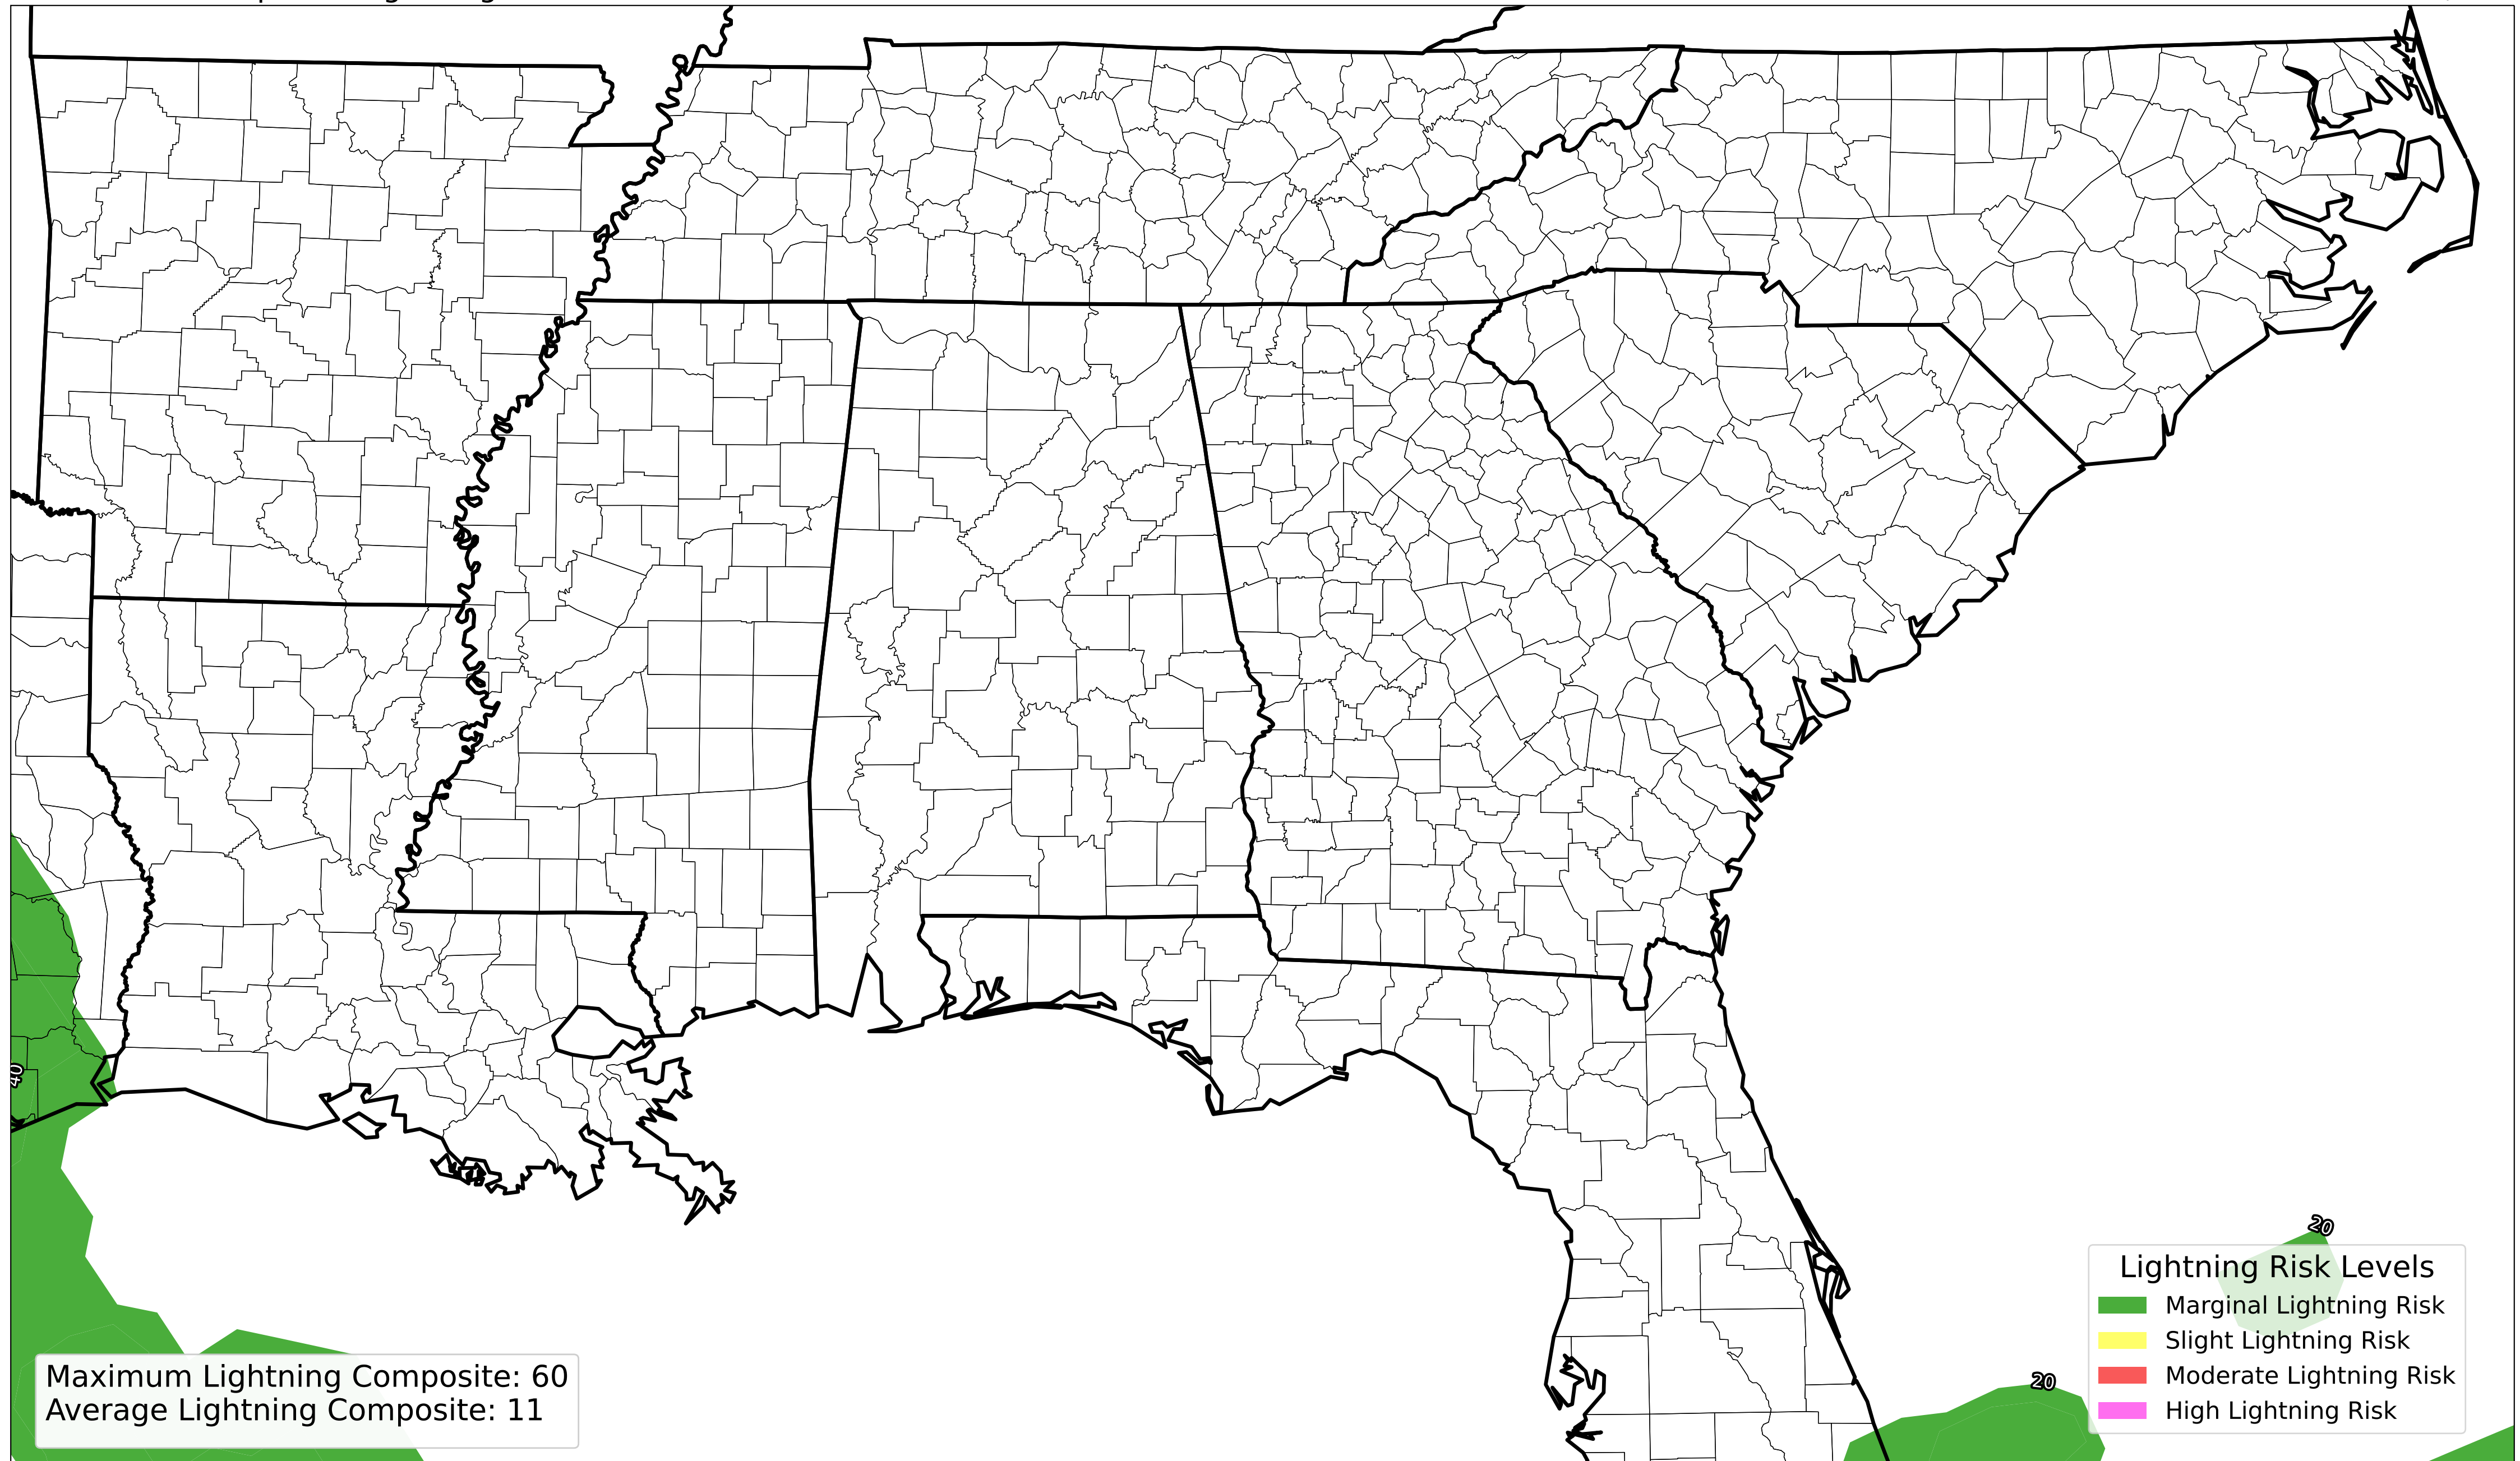 40
20
20
Lightning Risk Levels
Marginal Lightning Risk
Slight Lightning Risk
Moderate Lightning Risk
High Lightning Risk
Maximum Lightning Composite: 60
Average Lightning Composite: 11